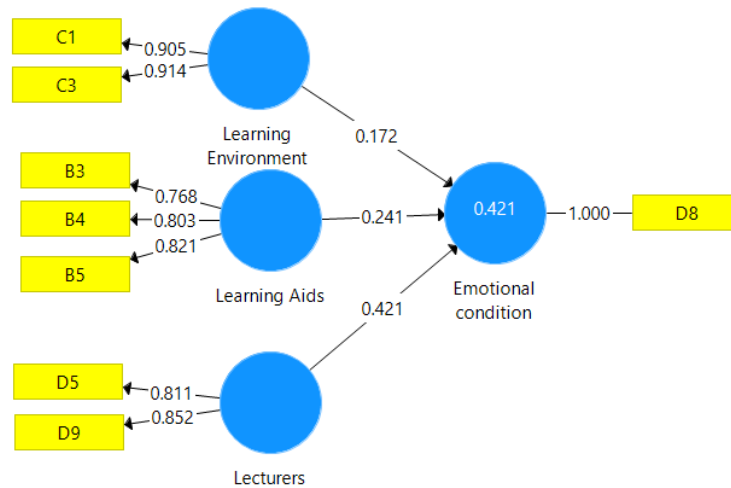 C1
0.905
C3
0.914
Learning
Environment
0.172
B3
0.768
B4
0.803
B5
0.821
Learning Aids
0.241
0.421
1.000
D8
Emotional
condition
0.421
D5
0.811
D9
0.852
Lecturers